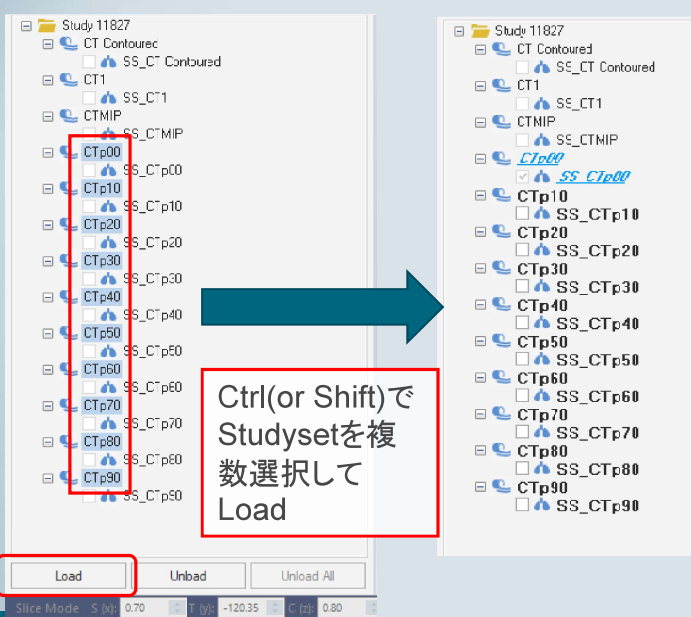 Study 11827
CT Contoured
SS_CT Contoured
CT1
SS_CT1
CTMIP
SS_CTMIP
CTp00
SS_CTp00
CTp10
SS_CTp10
CTp20
SS_CTp20
CTp30
SS_CTp30
CTp40
SS_CTp40
CTp50
SS_CTp50
CTp60
SS_CTp60
CTp70
SS_CTp70
CTp80
SS_CTp80
CTp90
SS_CTp90
Load Unload Unload All
Slice Mode S (x): 0.70 T (y): -120.35 C (z): 0.80
Ctrl(or Shift)で
Studysetを複
数選択して
Load
Study 11827
CT Contoured
SS_CT Contoured
CT1
SS_CT1
CTMIP
SS_CTMIP
CTp00
SS_CTp00
CTp10
SS_CTp10
CTp20
SS_CTp20
CTp30
SS_CTp30
CTp40
SS_CTp40
CTp50
SS_CTp50
CTp60
SS_CTp60
CTp70
SS_CTp70
CTp80
SS_CTp80
CTp90
SS_CTp90